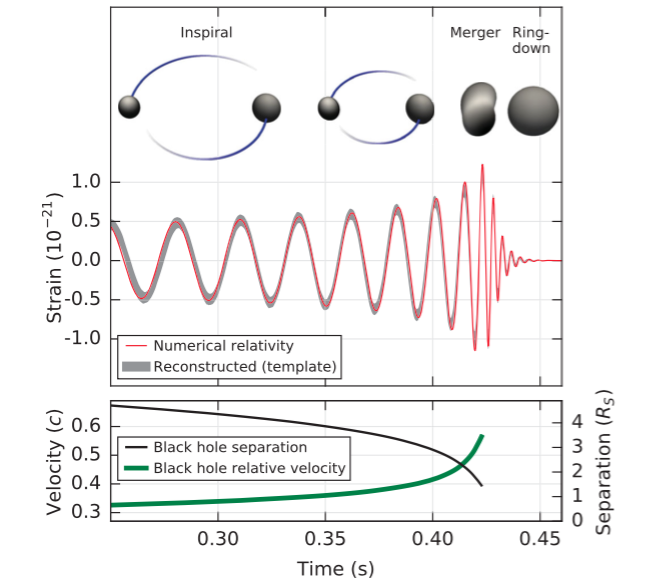 Inspiral
Merger Ring-
down
Strain (10⁻²¹)
1.0
0.5
0.0
-0.5
-1.0
Numerical relativity
Reconstructed (template)
Velocity (c)
0.6
0.5
0.4
0.3
Black hole separation
Black hole relative velocity
4
3
2
1
0
Separation (R_S)
0.30 0.35 0.40 0.45
Time (s)